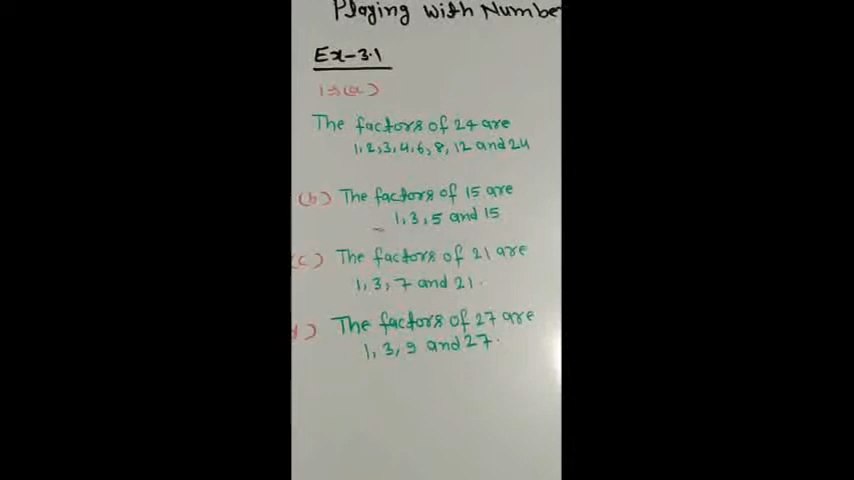 Playing with Number
Ex-3.1
1⇒(a)
The factors of 24 are
1,2,3,4,6,8,12 and 24
(b) The factors of 15 are
1,3,5 and 15
(c) The factors of 21 are
1,3,7 and 21.
) The factors of 27 are
1,3,9 and 27.